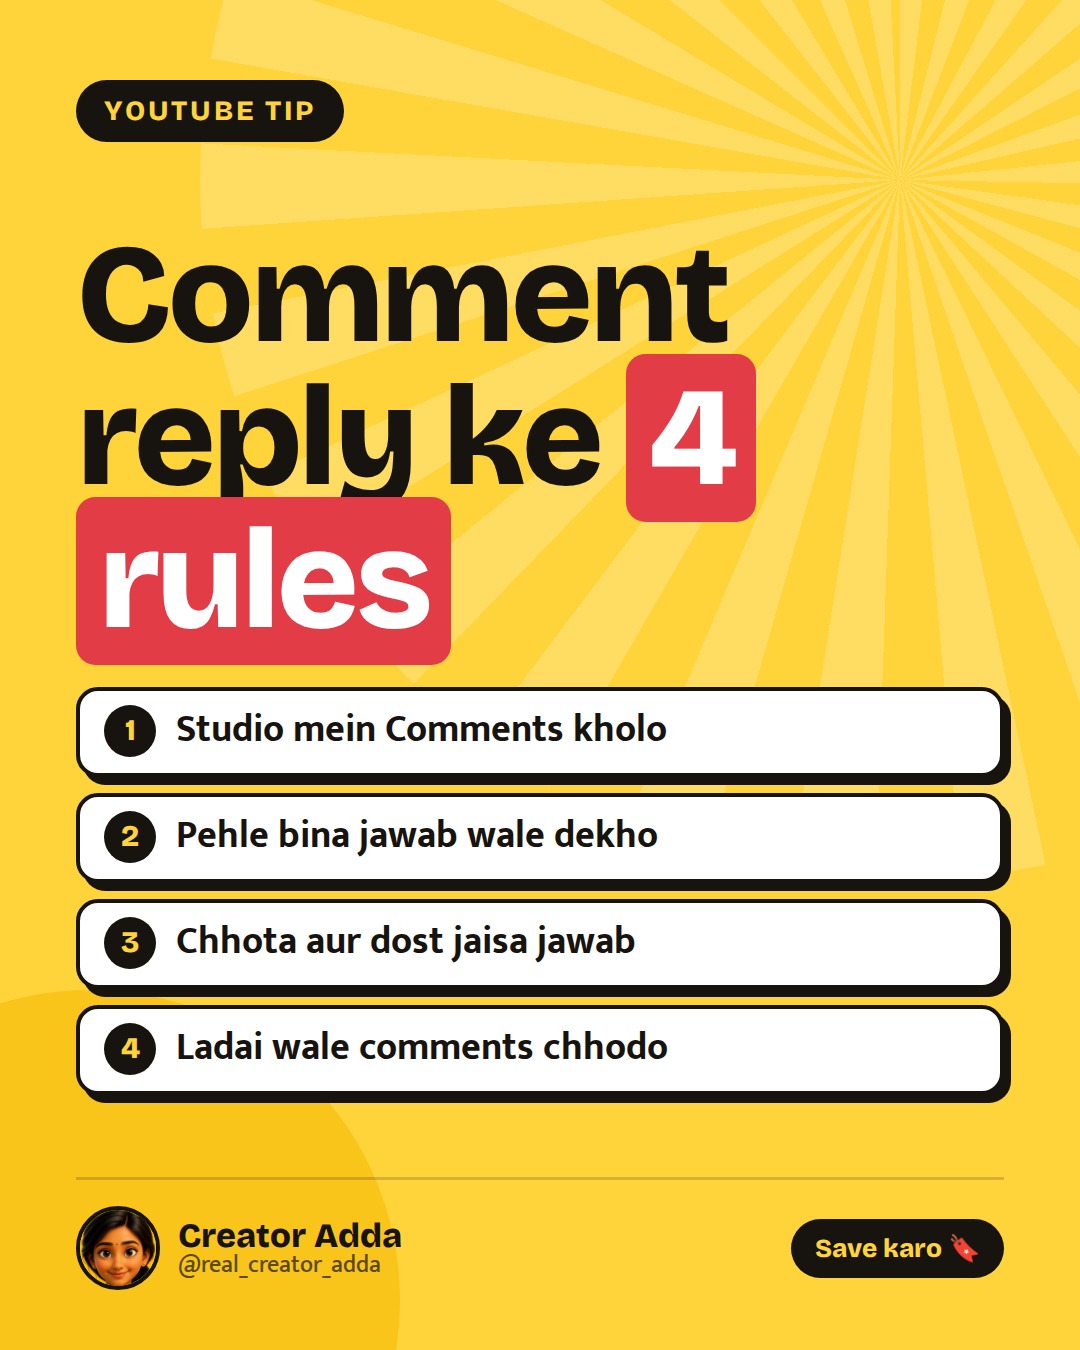 YOUTUBE TIP
Comment
reply ke 4
rules
1 Studio mein Comments kholo
2 Pehle bina jawab wale dekho
3 Chhota aur dost jaisa jawab
4 Ladai wale comments chhodo
Creator Adda
@real_creator_adda
Save karo 🔖